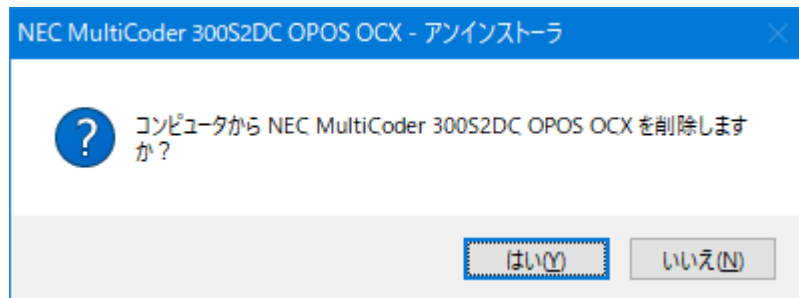 NEC MultiCoder 300S2DC OPOS OCX - アンインストーラ
コンピュータから NEC MultiCoder 300S2DC OPOS OCX を削除します
か？
はい(Y)
いいえ(N)